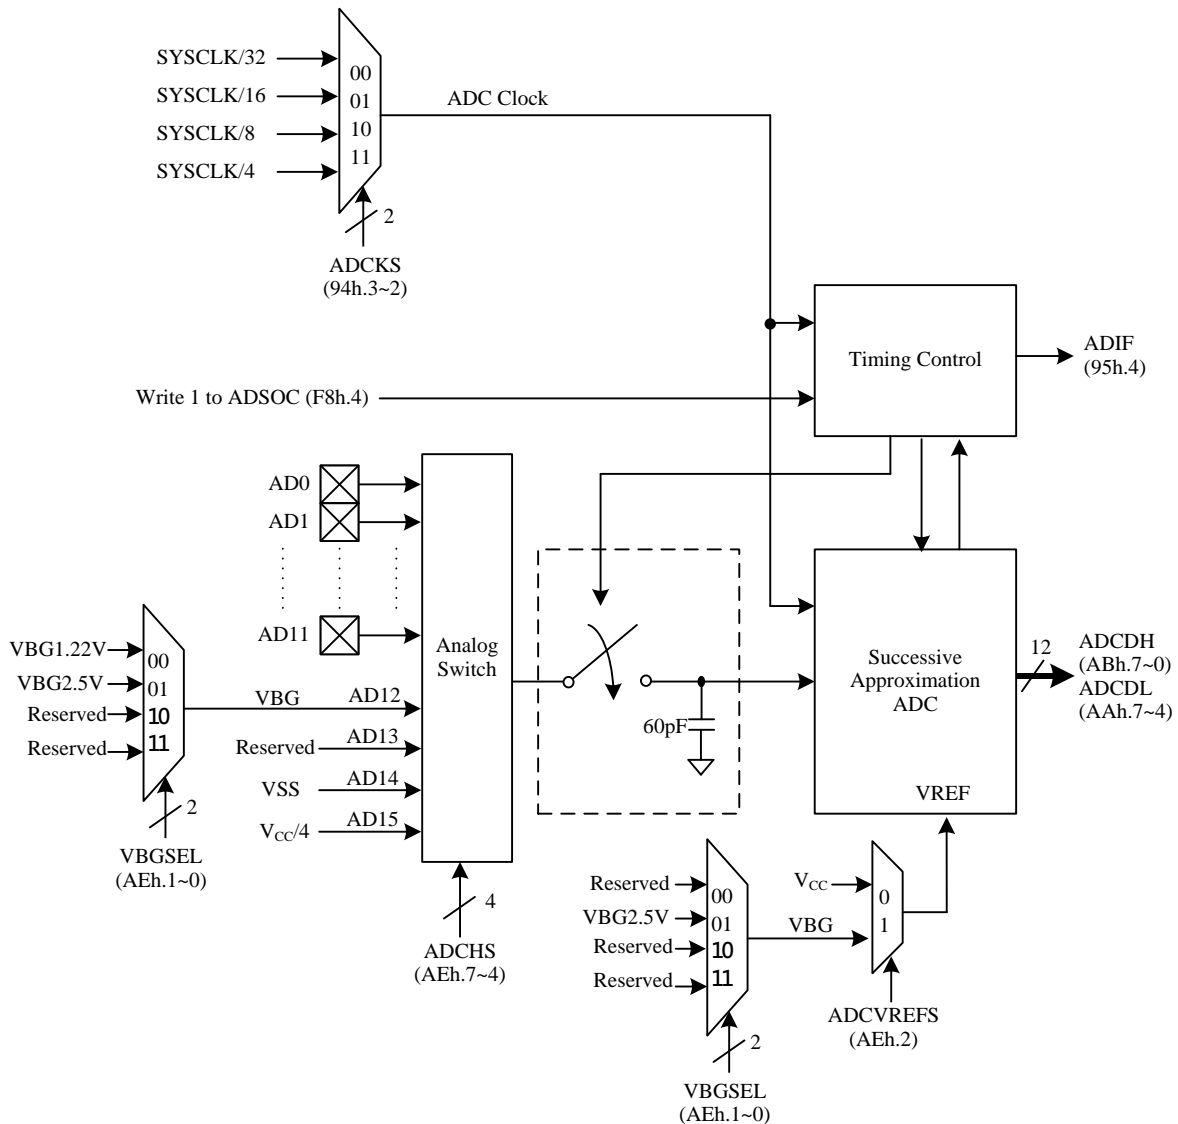 SYSCLK/32
SYSCLK/16
SYSCLK/8
SYSCLK/4
00
01
10
11
ADC Clock
2
ADCKS
(94h.3~2)
Timing Control
ADIF
(95h.4)
Write 1 to ADSOC (F8h.4)
AD0
AD1
AD11
Analog
Switch
VBG1.22V
VBG2.5V
Reserved
Reserved
00
01
10
11
2
VBGSEL
(AEh.1~0)
VBG
AD12
Reserved
AD13
VSS
AD14
VCC/4
AD15
4
ADCHS
(AEh.7~4)
60pF
Successive
Approximation
ADC
VREF
12
ADCDH
(ABh.7~0)
ADCDL
(AAh.7~4)
Reserved
VBG2.5V
Reserved
Reserved
00
01
10
11
2
VBGSEL
(AEh.1~0)
VCC
VBG
0
1
ADCVREFS
(AEh.2)